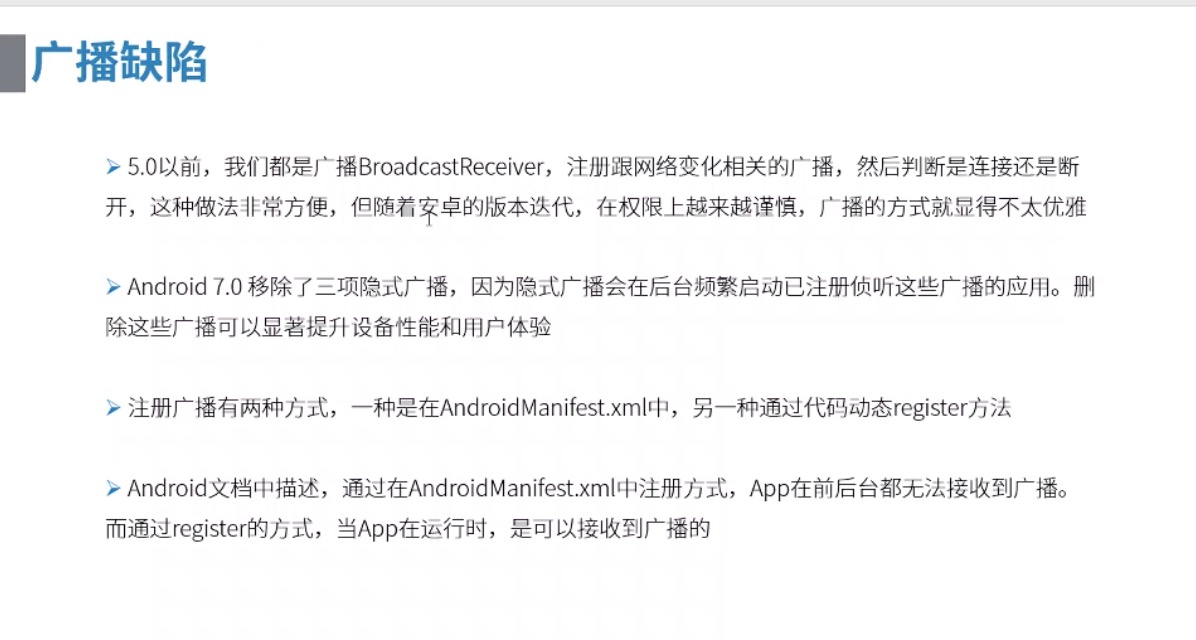 广播缺陷
➢ 5.0以前，我们都是广播BroadcastReceiver，注册跟网络变化相关的广播，然后判断是连接还是断
开，这种做法非常方便，但随着安卓的版本迭代，在权限上越来越谨慎，广播的方式就显得不太优雅
➢ Android 7.0 移除了三项隐式广播，因为隐式广播会在后台频繁启动已注册侦听这些广播的应用。删
除这些广播可以显著提升设备性能和用户体验
➢ 注册广播有两种方式，一种是在AndroidManifest.xml中，另一种通过代码动态register方法
➢ Android文档中描述，通过在AndroidManifest.xml中注册方式，App在前后台都无法接收到广播。
而通过register的方式，当App在运行时，是可以接收到广播的